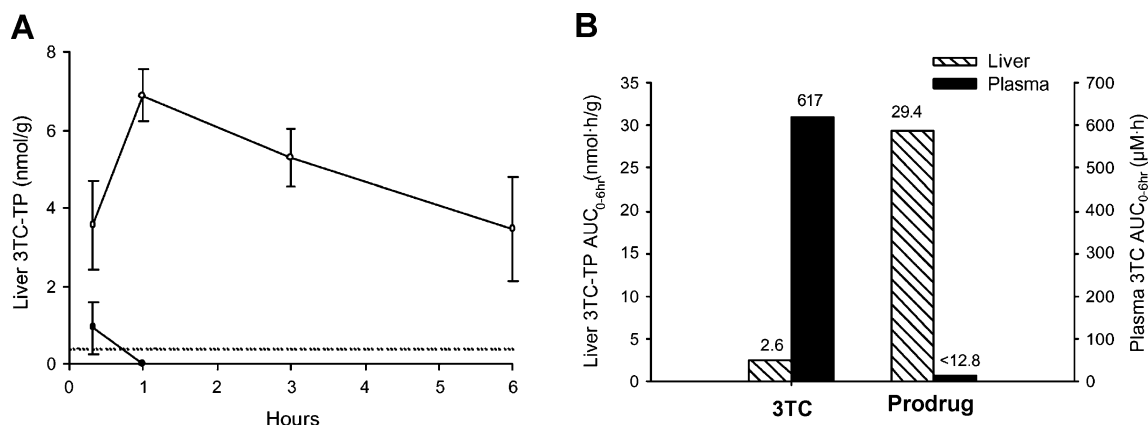 A
Liver 3TC-TP (nmol/g)
8
6
4
2
0
0 1 2 3 4 5 6
Hours
B
Liver
Plasma
Liver 3TC-TP AUC0-6hr(nmol·h/g)
35
30
25
20
15
10
5
0
2.6
617
29.4
<12.8
3TC
Prodrug
700
600
500
400
300
200
100
0
Plasma 3TC AUC0-6hr (µM·h)